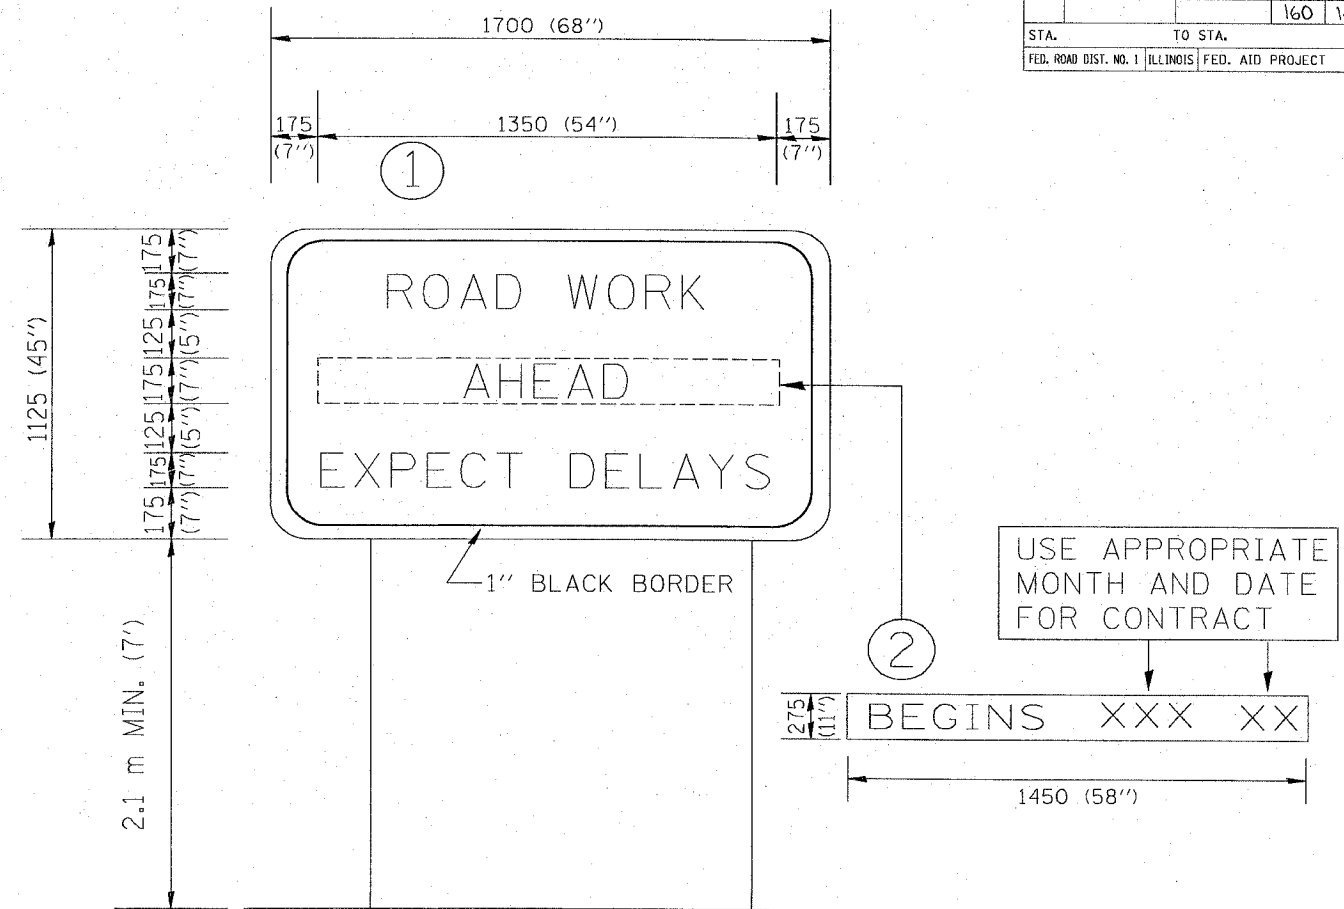 160
STA. TO STA.
FED. ROAD DIST. NO. 1 ILLINOIS FED. AID PROJECT
1700 (68'')
175 (7'')
1350 (54'')
175 (7'')
1
1125 (45'')
175 (7'')
175 (7'')
125 (5'')
175 (7'')
125 (5'')
175 (7'')
175 (7'')
ROAD WORK
AHEAD
EXPECT DELAYS
1'' BLACK BORDER
2.1 m MIN. (7')
2
USE APPROPRIATE
MONTH AND DATE
FOR CONTRACT
275 (11'')
BEGINS XXX XX
1450 (58'')